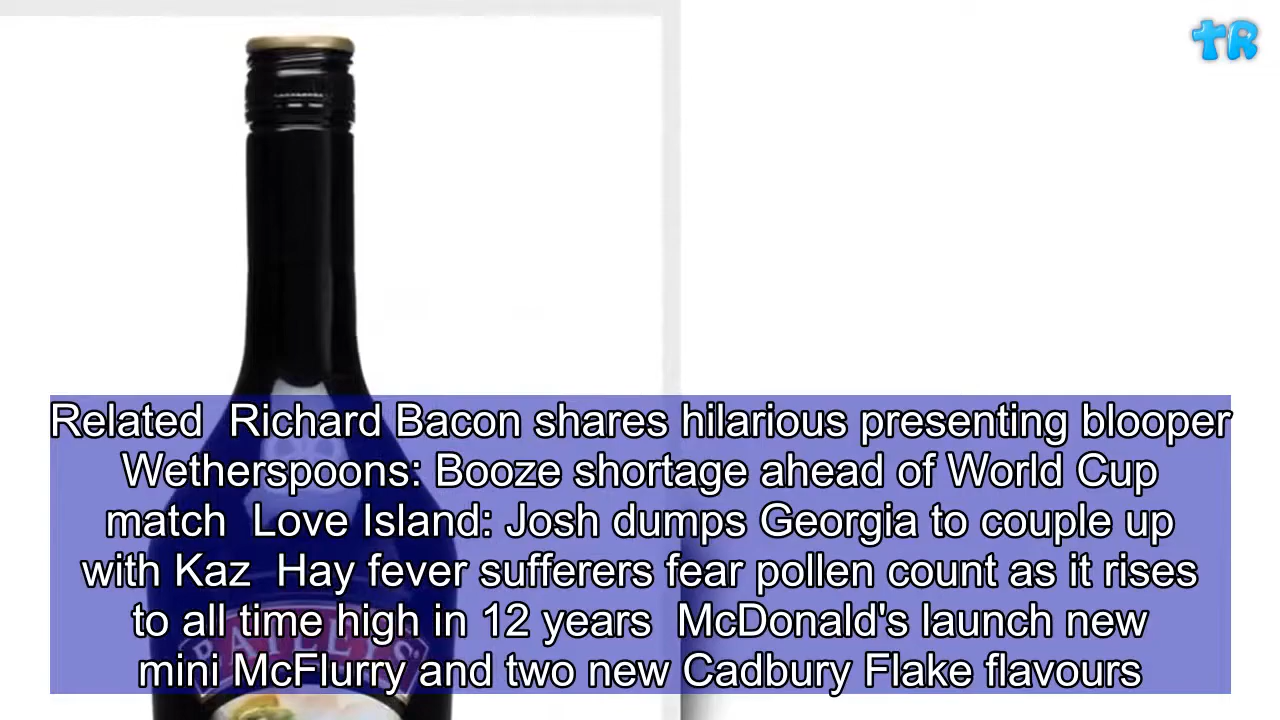 TR
Related  Richard Bacon shares hilarious presenting blooper
Wetherspoons: Booze shortage ahead of World Cup
match  Love Island: Josh dumps Georgia to couple up
with Kaz  Hay fever sufferers fear pollen count as it rises
to all time high in 12 years  McDonald's launch new
mini McFlurry and two new Cadbury Flake flavours
BAILEYS